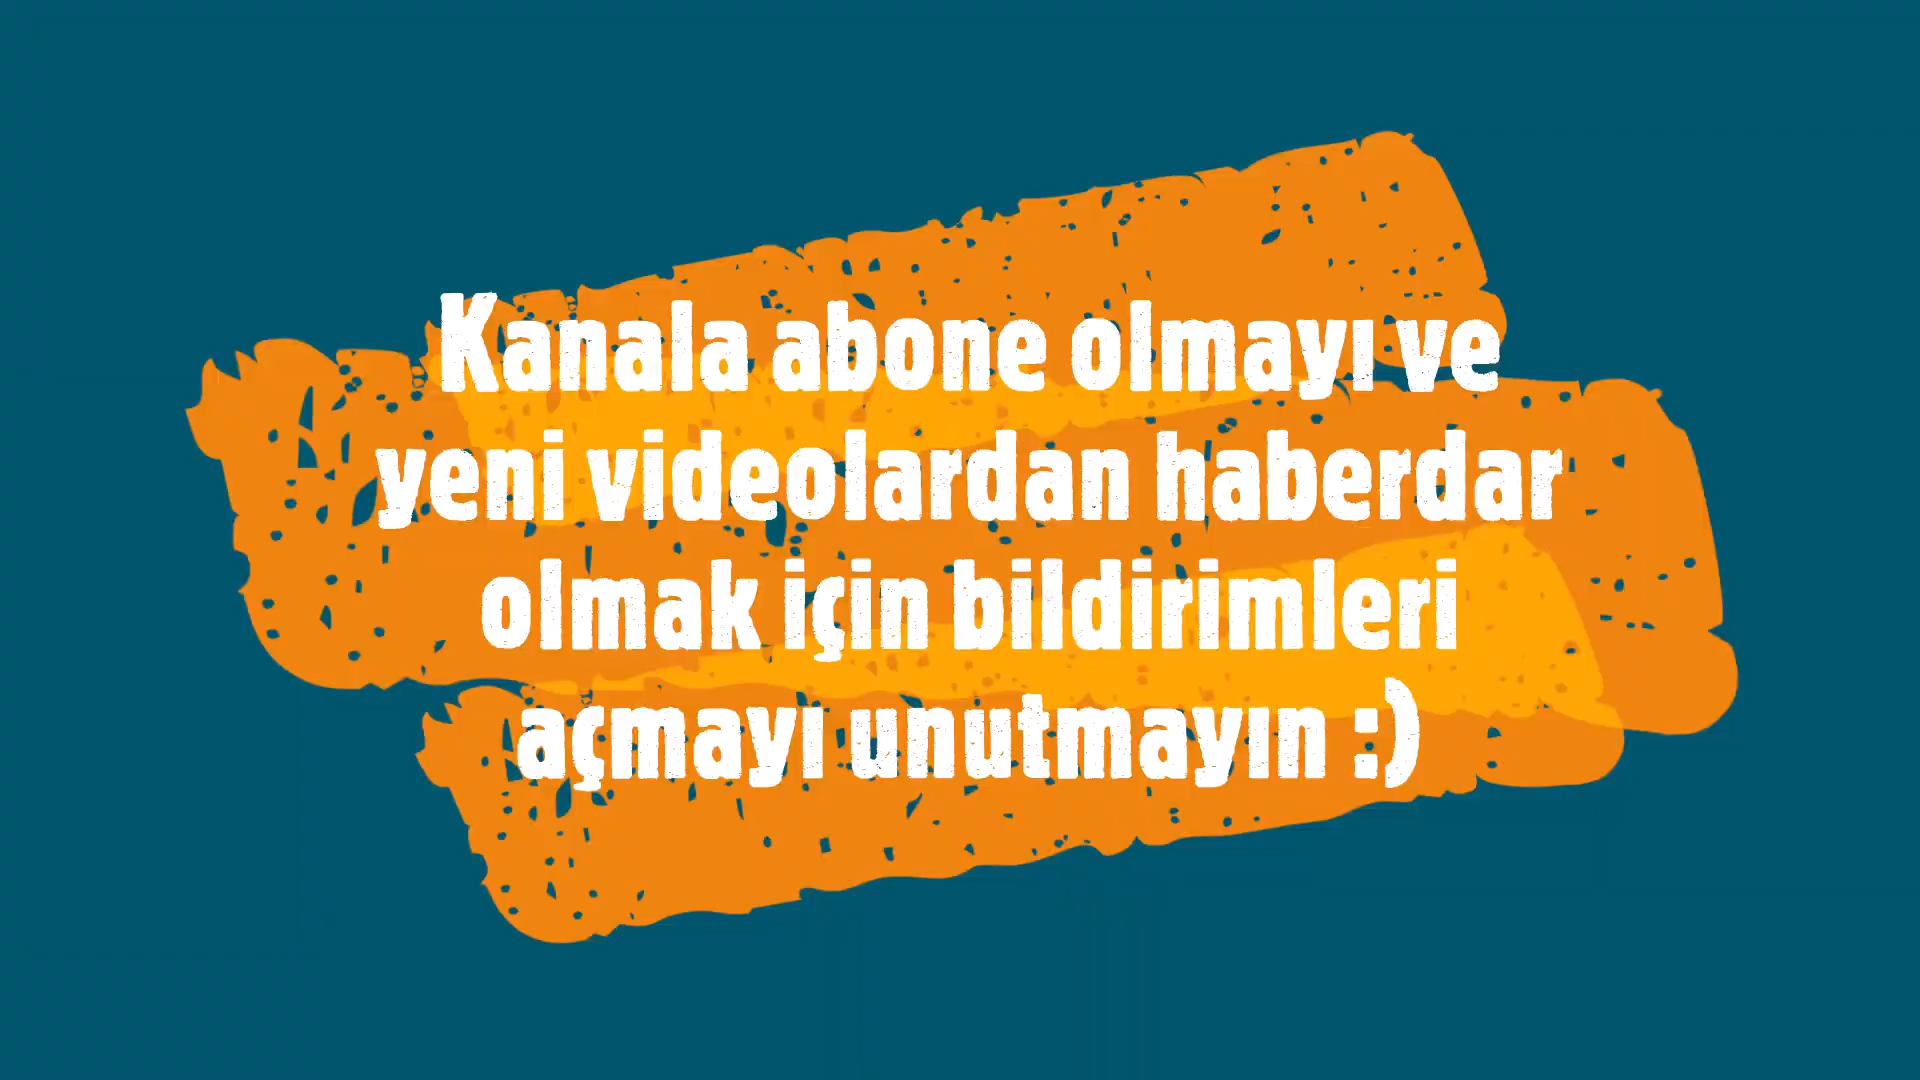 Kanala abone olmayı ve
yeni videolardan haberdar
olmak için bildirimleri
açmayı unutmayın :)